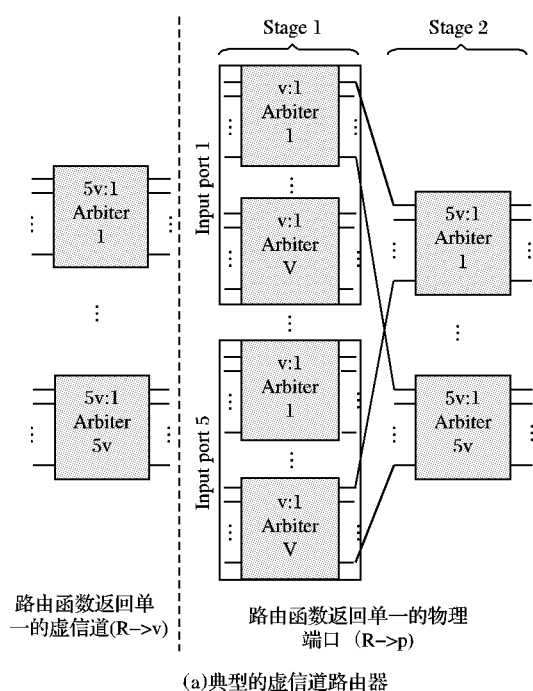 Stage 1
Stage 2
5v:1
Arbiter
1
5v:1
Arbiter
5v
Input port 1
v:1
Arbiter
1
v:1
Arbiter
V
Input port 5
v:1
Arbiter
1
v:1
Arbiter
V
5v:1
Arbiter
1
5v:1
Arbiter
5v
路由函数返回单
一的虚信道(R->v)
路由函数返回单一的物理
端口 (R->p)
(a)典型的虚信道路由器